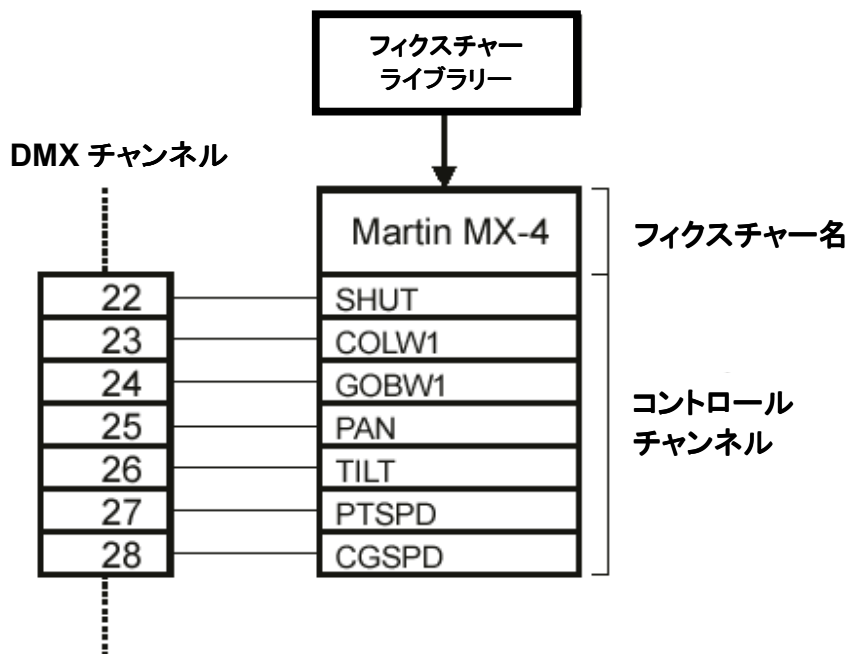 フィクスチャー
ライブラリー
DMX チャンネル
Martin MX-4
フィクスチャー名
22 SHUT
23 COLW1
24 GOBW1
25 PAN
26 TILT
27 PTSPD
28 CGSPD
コントロール
チャンネル